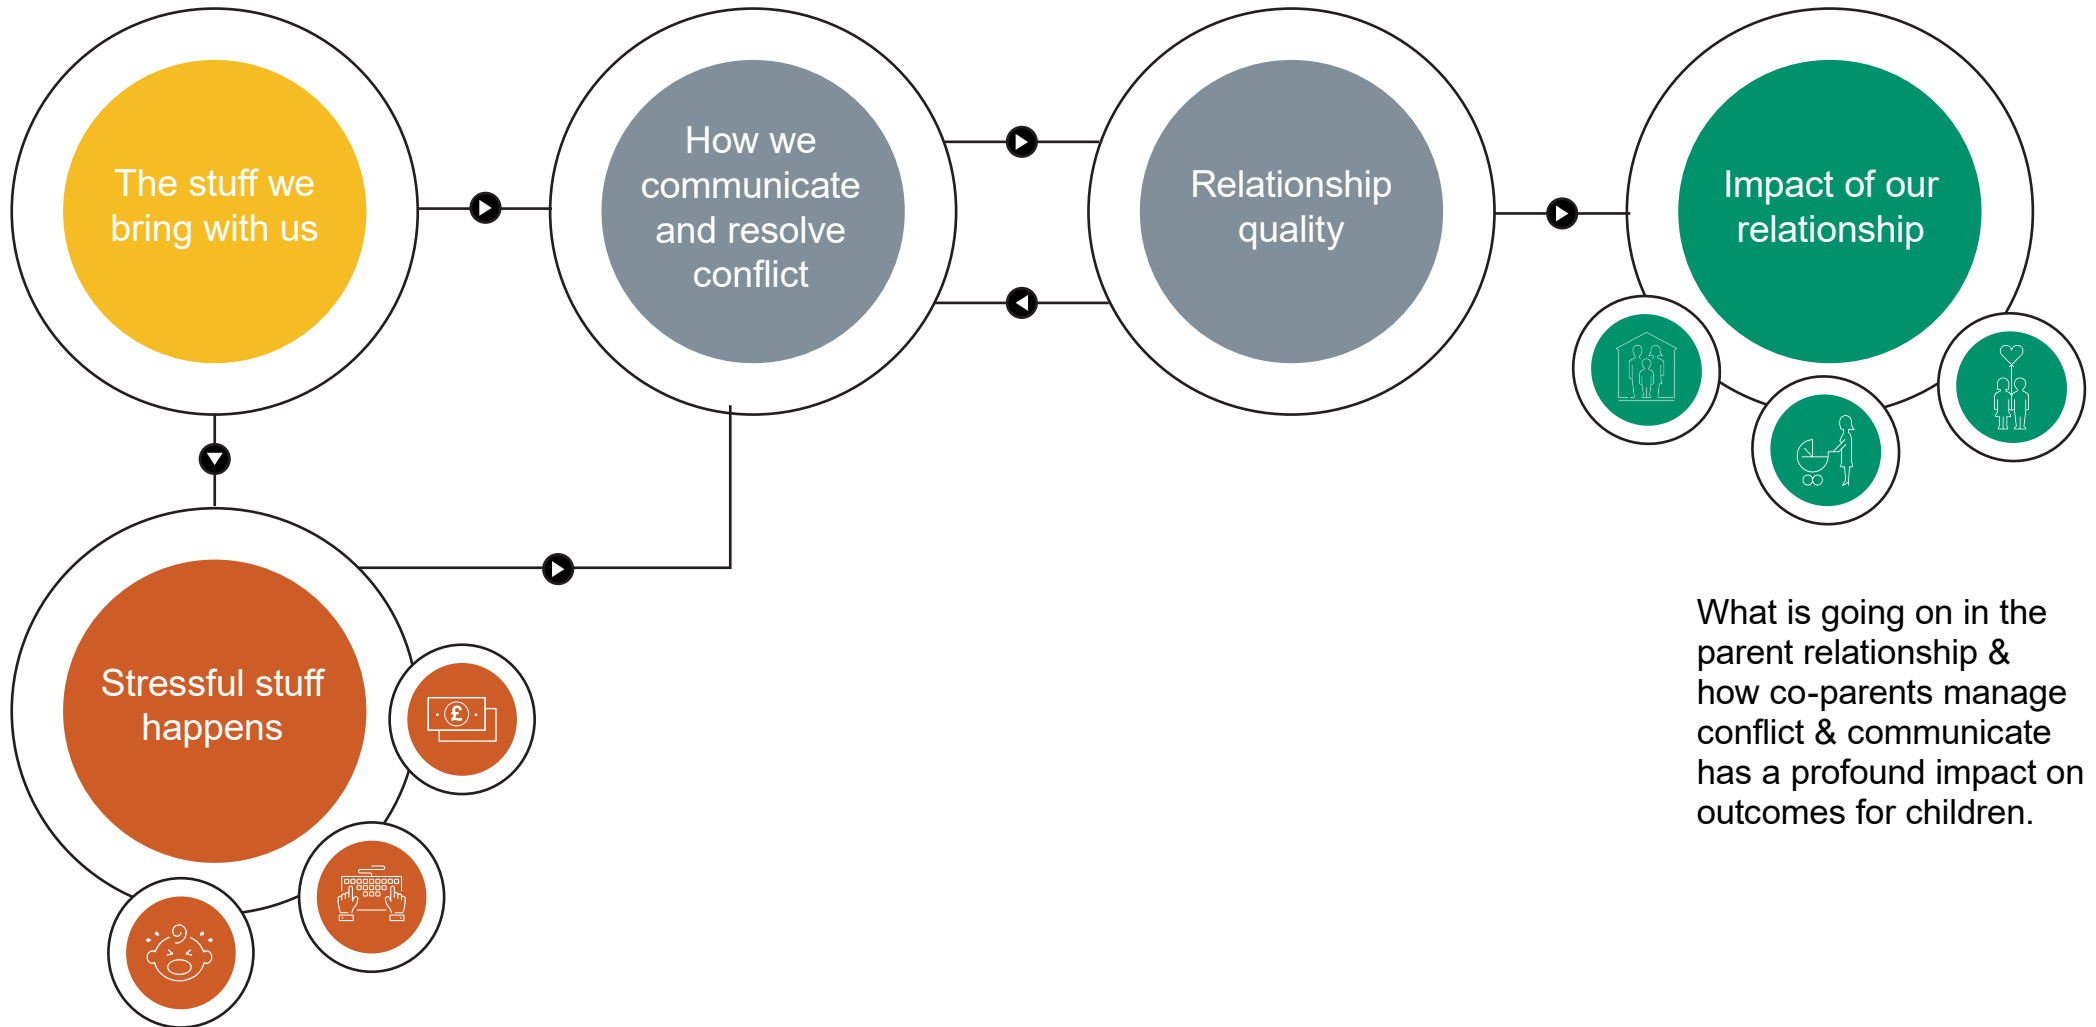 The stuff we
bring with us
How we
communicate
and resolve
conflict
Relationship
quality
Impact of our
relationship
Stressful stuff
happens
£
What is going on in the
parent relationship &
how co-parents manage
conflict & communicate
has a profound impact on
outcomes for children.